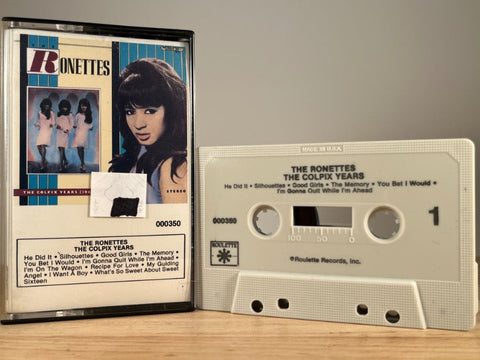 THE
RONETTES
THE COLPIX YEARS (19
STEREO
000350
THE RONETTES
THE COLPIX YEARS
He Did It • Silhouettes • Good Girls • The Memory •
You Bet I Would • I'm Gonna Quit While I'm Ahead •
I'm On The Wagon • Recipe For Love • My Guiding
Angel • I Want A Boy • What's So Sweet About Sweet
Sixteen
MADE IN U.S.A.
THE RONETTES
THE COLPIX YEARS
He Did It • Silhouettes • Good Girls • The Memory • You Bet I Would •
I'm Gonna Quit While I'm Ahead
000350
1
100 50 0
ROULETTE
®Roulette Records, Inc.